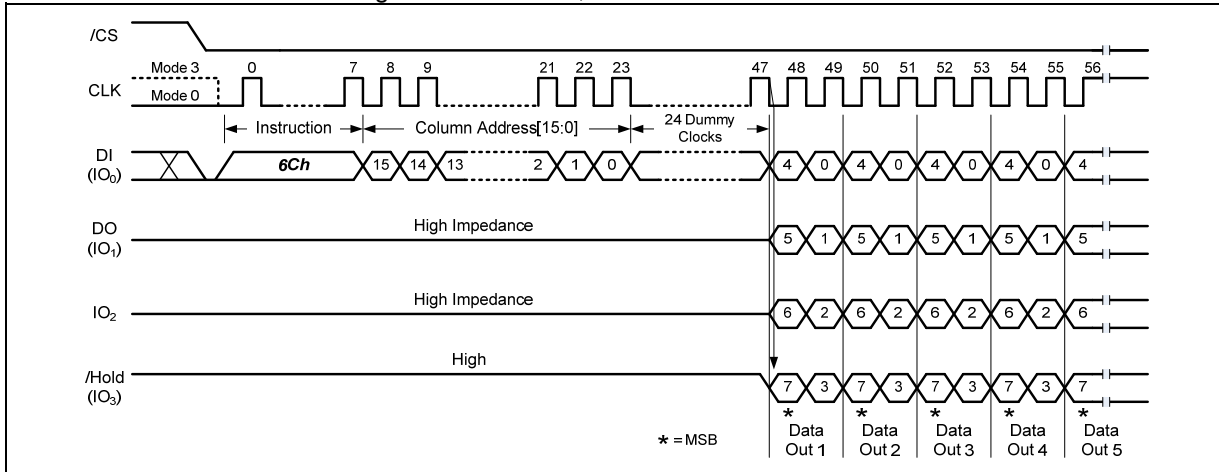 /CS
Mode 3 0 7 8 9 21 22 23 47 48 49 50 51 52 53 54 55 56
CLK
Mode 0
Instruction Column Address[15:0] 24 Dummy
Clocks
DI
(IO0) 6Ch 15 14 13 2 1 0 4 0 4 0 4 0 4 0 4
High Impedance
DO
(IO1) 5 1 5 1 5 1 5 1 5
High Impedance
IO2 6 2 6 2 6 2 6 2 6
High
/Hold
(IO3) 7 3 7 3 7 3 7 3 7
* * * * *
* = MSB
Data Data Data Data Data
Out 1 Out 2 Out 3 Out 4 Out 5